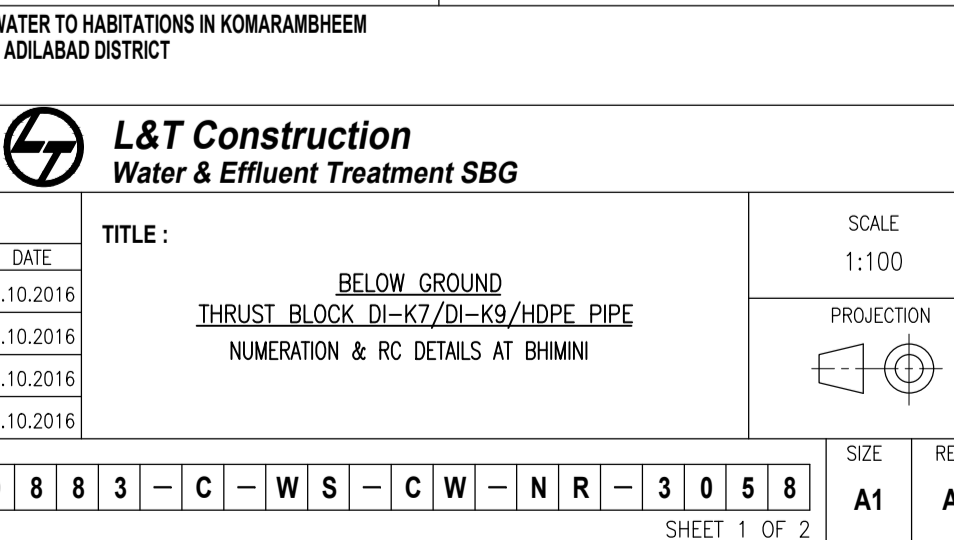 WATER TO HABITATIONS IN KOMARAMBHEEM
ADILABAD DISTRICT
L&T Construction
Water & Effluent Treatment SBG
TITLE :
BELOW GROUND
THRUST BLOCK DI-K7/DI-K9/HDPE PIPE
NUMERATION & RC DETAILS AT BHIMINI
SCALE
1:100
PROJECTION
DATE
.10.2016
.10.2016
.10.2016
.10.2016
8 8 3 - C - W S - C W - N R - 3 0 5 8
SHEET 1 OF 2
SIZE
A1